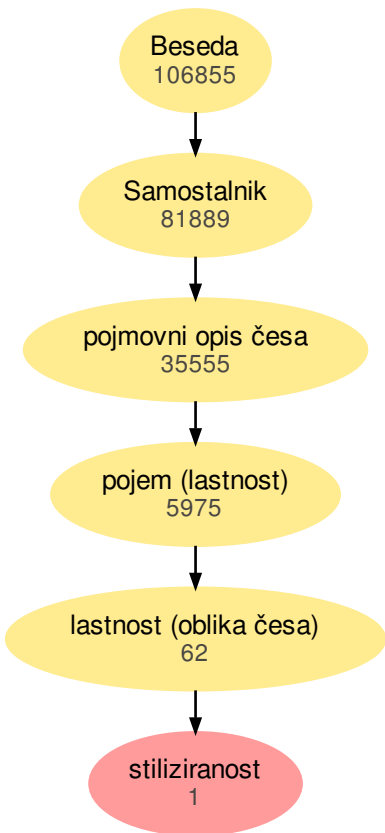 Beseda
106855
Samostalnik
81889
pojmovni opis česa
35555
pojem (lastnost)
5975
lastnost (oblika česa)
62
stiliziranost
1